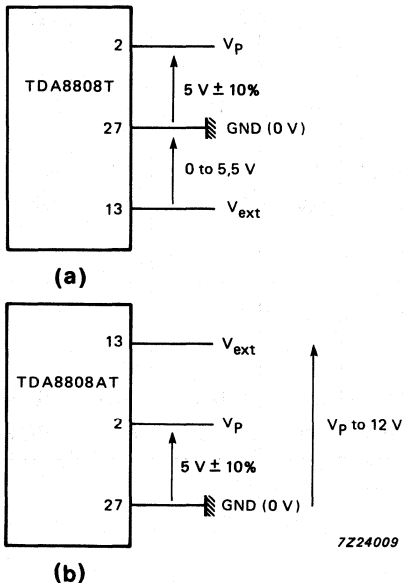 2 V_P
TDA8808T
5 V ± 10%
27 GND (0 V)
0 to 5,5 V
13 V_ext
(a)
13 V_ext
TDA8808AT
2 V_P
V_P to 12 V
5 V ± 10%
27 GND (0 V)
7Z24009
(b)